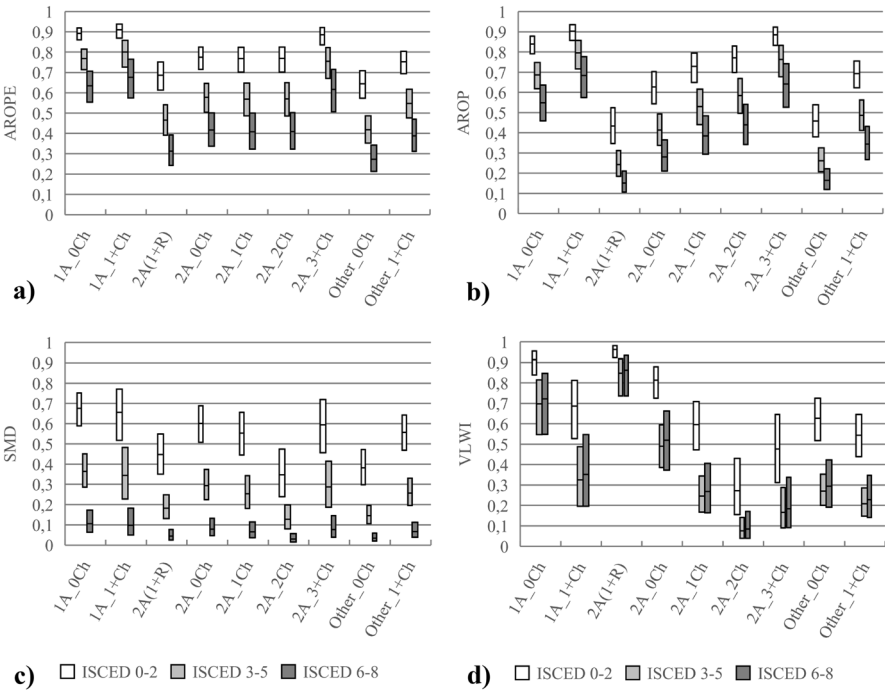 AROPE
1
0,9
0,8
0,7
0,6
0,5
0,4
0,3
0,2
0,1
0
1A_0Ch
1A_1+Ch
2A(1+R)
2A_0Ch
2A_1Ch
2A_2Ch
2A_3+Ch
Other_0Ch
Other_1+Ch
a)
AROP
1
0,9
0,8
0,7
0,6
0,5
0,4
0,3
0,2
0,1
0
1A_0Ch
1A_1+Ch
2A(1+R)
2A_0Ch
2A_1Ch
2A_2Ch
2A_3+Ch
Other_0Ch
Other_1+Ch
b)
SMD
1
0,9
0,8
0,7
0,6
0,5
0,4
0,3
0,2
0,1
0
1A_0Ch
1A_1+Ch
2A(1+R)
2A_0Ch
2A_1Ch
2A_2Ch
2A_3+Ch
Other_0Ch
Other_1+Ch
c) ISCED 0-2 ISCED 3-5 ISCED 6-8
VLWI
1
0,9
0,8
0,7
0,6
0,5
0,4
0,3
0,2
0,1
0
1A_0Ch
1A_1+Ch
2A(1+R)
2A_0Ch
2A_1Ch
2A_2Ch
2A_3+Ch
Other_0Ch
Other_1+Ch
d) ISCED 0-2 ISCED 3-5 ISCED 6-8